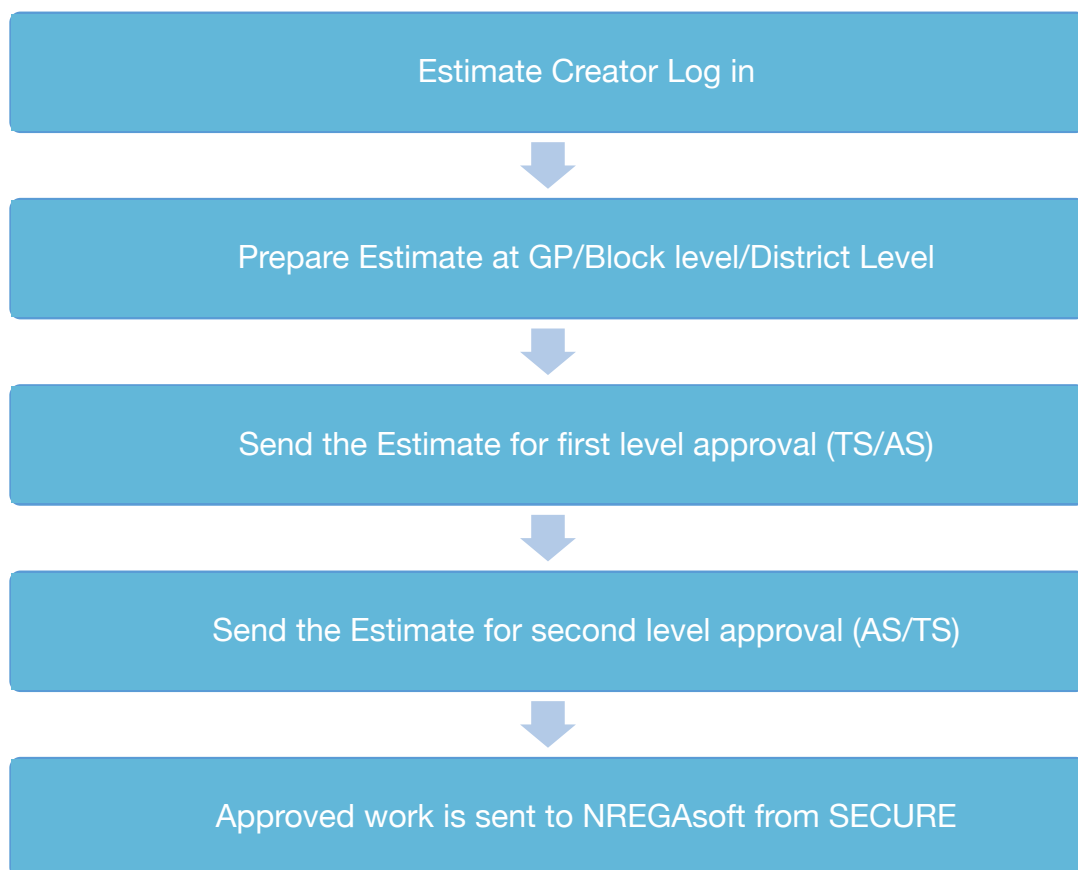 Estimate Creator Log in
Prepare Estimate at GP/Block level/District Level
Send the Estimate for first level approval (TS/AS)
Send the Estimate for second level approval (AS/TS)
Approved work is sent to NREGAsoft from SECURE